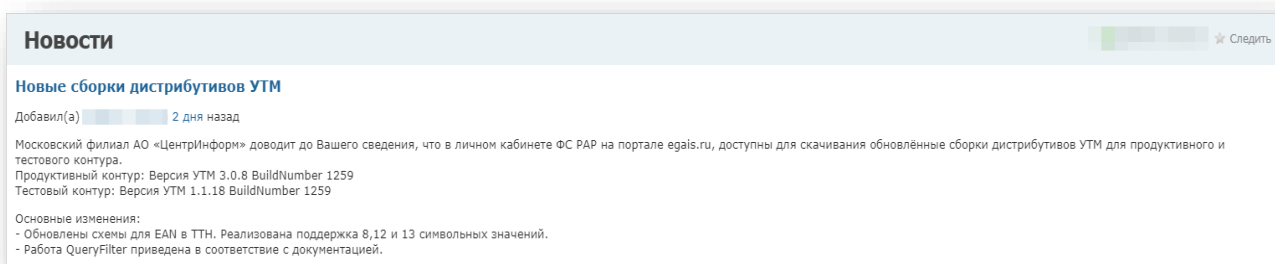 Новости
Следить
Новые сборки дистрибутивов УТМ
Добавил(а) 2 дня назад
Московский филиал АО «ЦентрИнформ» доводит до Вашего сведения, что в личном кабинете ФС РАР на портале egais.ru, доступны для скачивания обновлённые сборки дистрибутивов УТМ для продуктивного и
тестового контура.
Продуктивный контур: Версия УТМ 3.0.8 BuildNumber 1259
Тестовый контур: Версия УТМ 1.1.18 BuildNumber 1259
Основные изменения:
- Обновлены схемы для EAN в ТТН. Реализована поддержка 8,12 и 13 символьных значений.
- Работа QueryFilter приведена в соответствие с документацией.